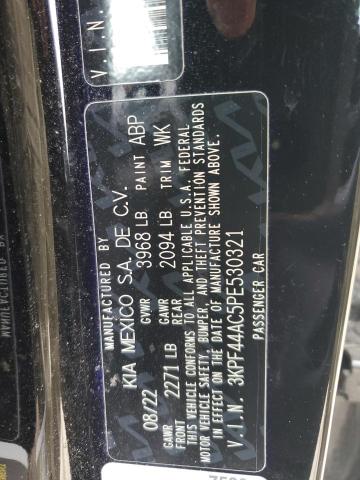 MANUFACTURED BY
KIA MEXICO S.A. DE C.V.
08/22 GVWR 3968 LB PAINT ABP
GAWR FRONT 2271 LB GAWR REAR 2094 LB TRIM WK
THIS VEHICLE CONFORMS TO ALL APPLICABLE U.S.A. FEDERAL
MOTOR VEHICLE SAFETY, BUMPER, AND THEFT PREVENTION STANDARDS
IN EFFECT ON THE DATE OF MANUFACTURE SHOWN ABOVE.
V.I.N. 3KPF44AC5PE530321
PASSENGER CAR
V.I.N